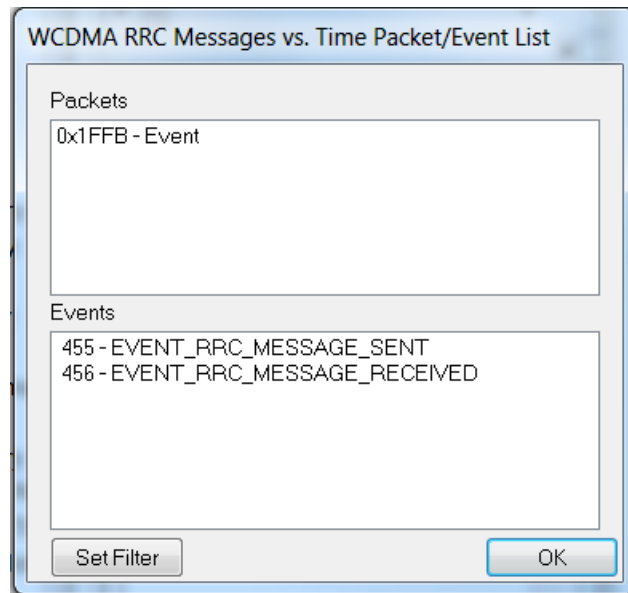 WCDMA RRC Messages vs. Time Packet/Event List
Packets
0x1FFB - Event
Events
455 - EVENT_RRC_MESSAGE_SENT
456 - EVENT_RRC_MESSAGE_RECEIVED
Set Filter
OK